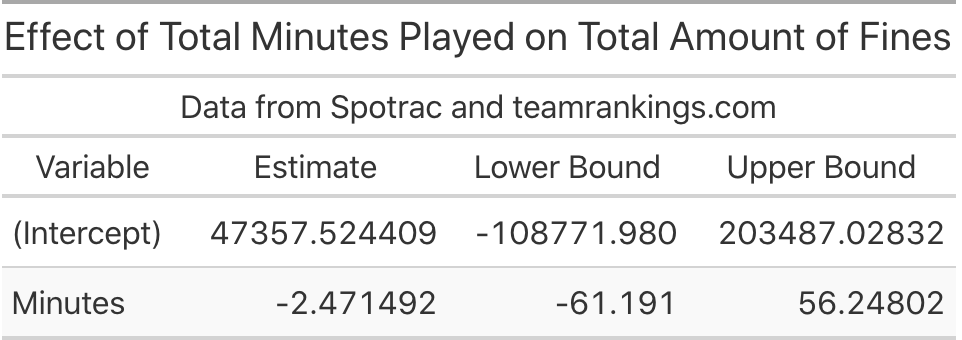 Effect of Total Minutes Played on Total Amount of Fines
Data from Spotrac and teamrankings.com
Variable Estimate Lower Bound Upper Bound
(Intercept) 47357.524409 -108771.980 203487.02832
Minutes -2.471492 -61.191 56.24802